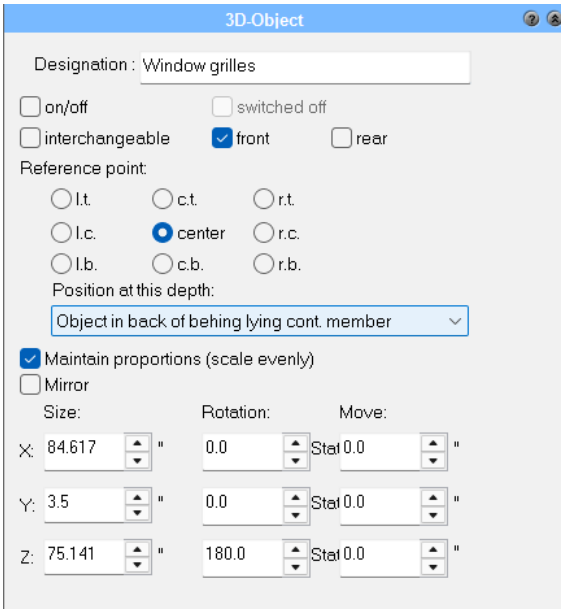 3D-Object
Designation : Window grilles
on/off switched off
interchangeable front rear
Reference point:
l.t. c.t. r.t.
l.c. center r.c.
l.b. c.b. r.b.
Position at this depth:
Object in back of behing lying cont. member
Maintain proportions (scale evenly)
Mirror
Size: Rotation: Move:
X: 84.617 " 0.0 Stat 0.0 "
Y: 3.5 " 0.0 Stat 0.0 "
Z: 75.141 " 180.0 Stat 0.0 "